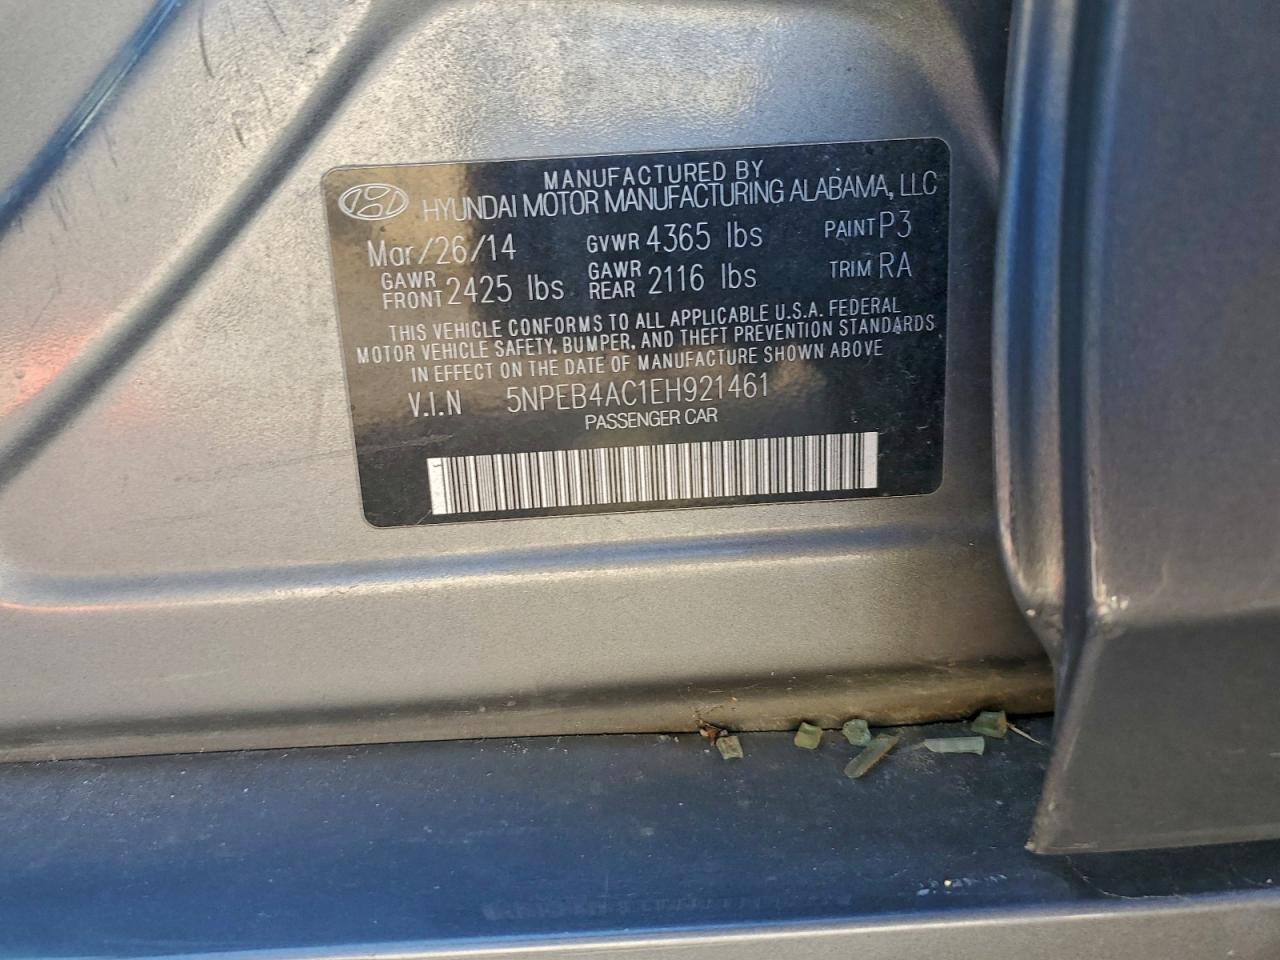 MANUFACTURED BY
HYUNDAI MOTOR MANUFACTURING ALABAMA, LLC
Mar/26/14 GVWR 4365 lbs PAINT P3
GAWR FRONT 2425 lbs GAWR REAR 2116 lbs TRIM RA
THIS VEHICLE CONFORMS TO ALL APPLICABLE U.S.A. FEDERAL
MOTOR VEHICLE SAFETY, BUMPER, AND THEFT PREVENTION STANDARDS
IN EFFECT ON THE DATE OF MANUFACTURE SHOWN ABOVE
V.I.N 5NPEB4AC1EH921461
PASSENGER CAR